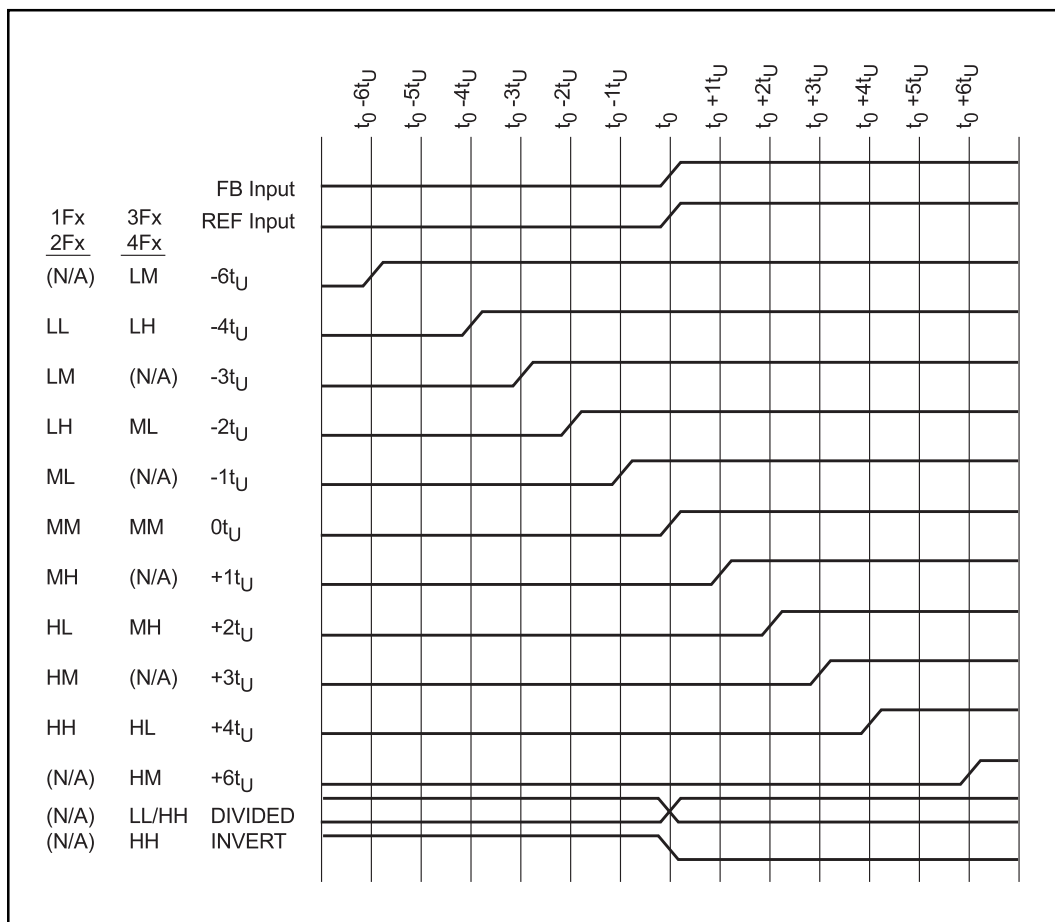 t0 -6tU
t0 -5tU
t0 -4tU
t0 -3tU
t0 -2tU
t0 -1tU
t0
t0 +1tU
t0 +2tU
t0 +3tU
t0 +4tU
t0 +5tU
t0 +6tU
FB Input
1Fx 3Fx REF Input
2Fx 4Fx
(N/A) LM -6tU
LL LH -4tU
LM (N/A) -3tU
LH ML -2tU
ML (N/A) -1tU
MM MM 0tU
MH (N/A) +1tU
HL MH +2tU
HM (N/A) +3tU
HH HL +4tU
(N/A) HM +6tU
(N/A) LL/HH DIVIDED
(N/A) HH INVERT